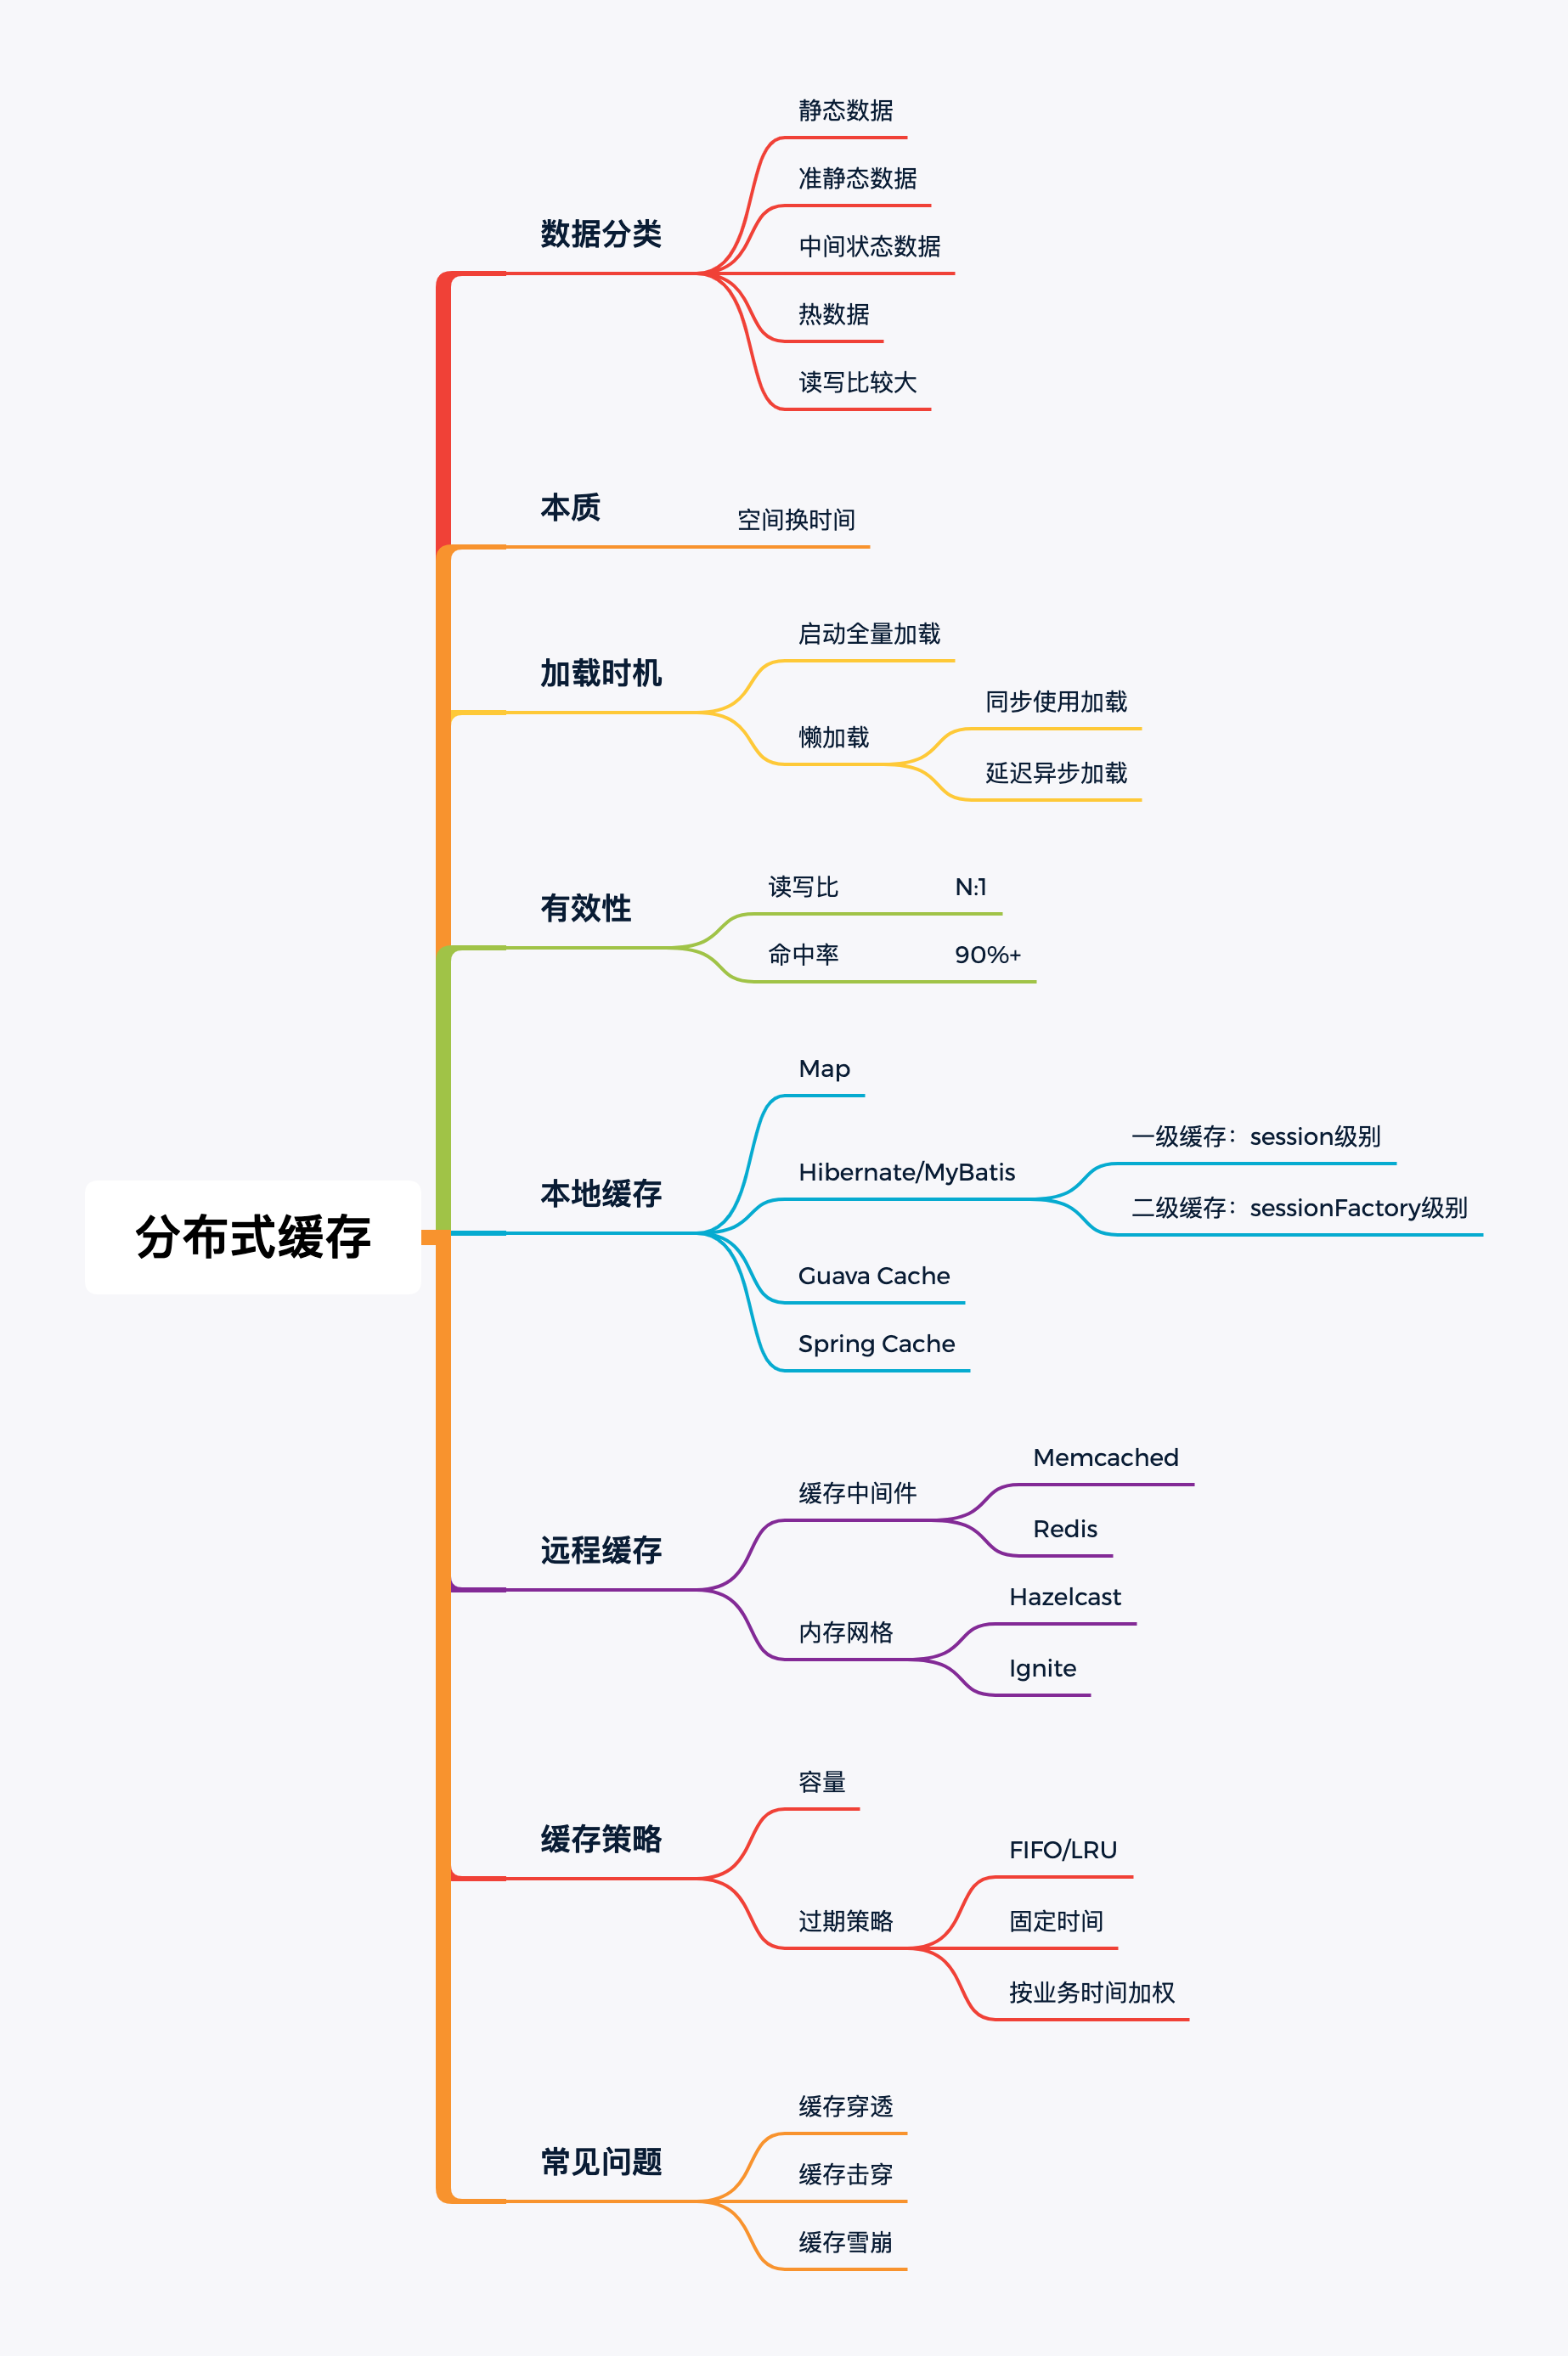 分布式缓存
数据分类
静态数据
准静态数据
中间状态数据
热数据
读写比较大
本质
空间换时间
加载时机
启动全量加载
懒加载
同步使用加载
延迟异步加载
有效性
读写比
N:1
命中率
90%+
本地缓存
Map
Hibernate/MyBatis
一级缓存：session级别
二级缓存：sessionFactory级别
Guava Cache
Spring Cache
远程缓存
缓存中间件
Memcached
Redis
内存网格
Hazelcast
Ignite
缓存策略
容量
过期策略
FIFO/LRU
固定时间
按业务时间加权
常见问题
缓存穿透
缓存击穿
缓存雪崩